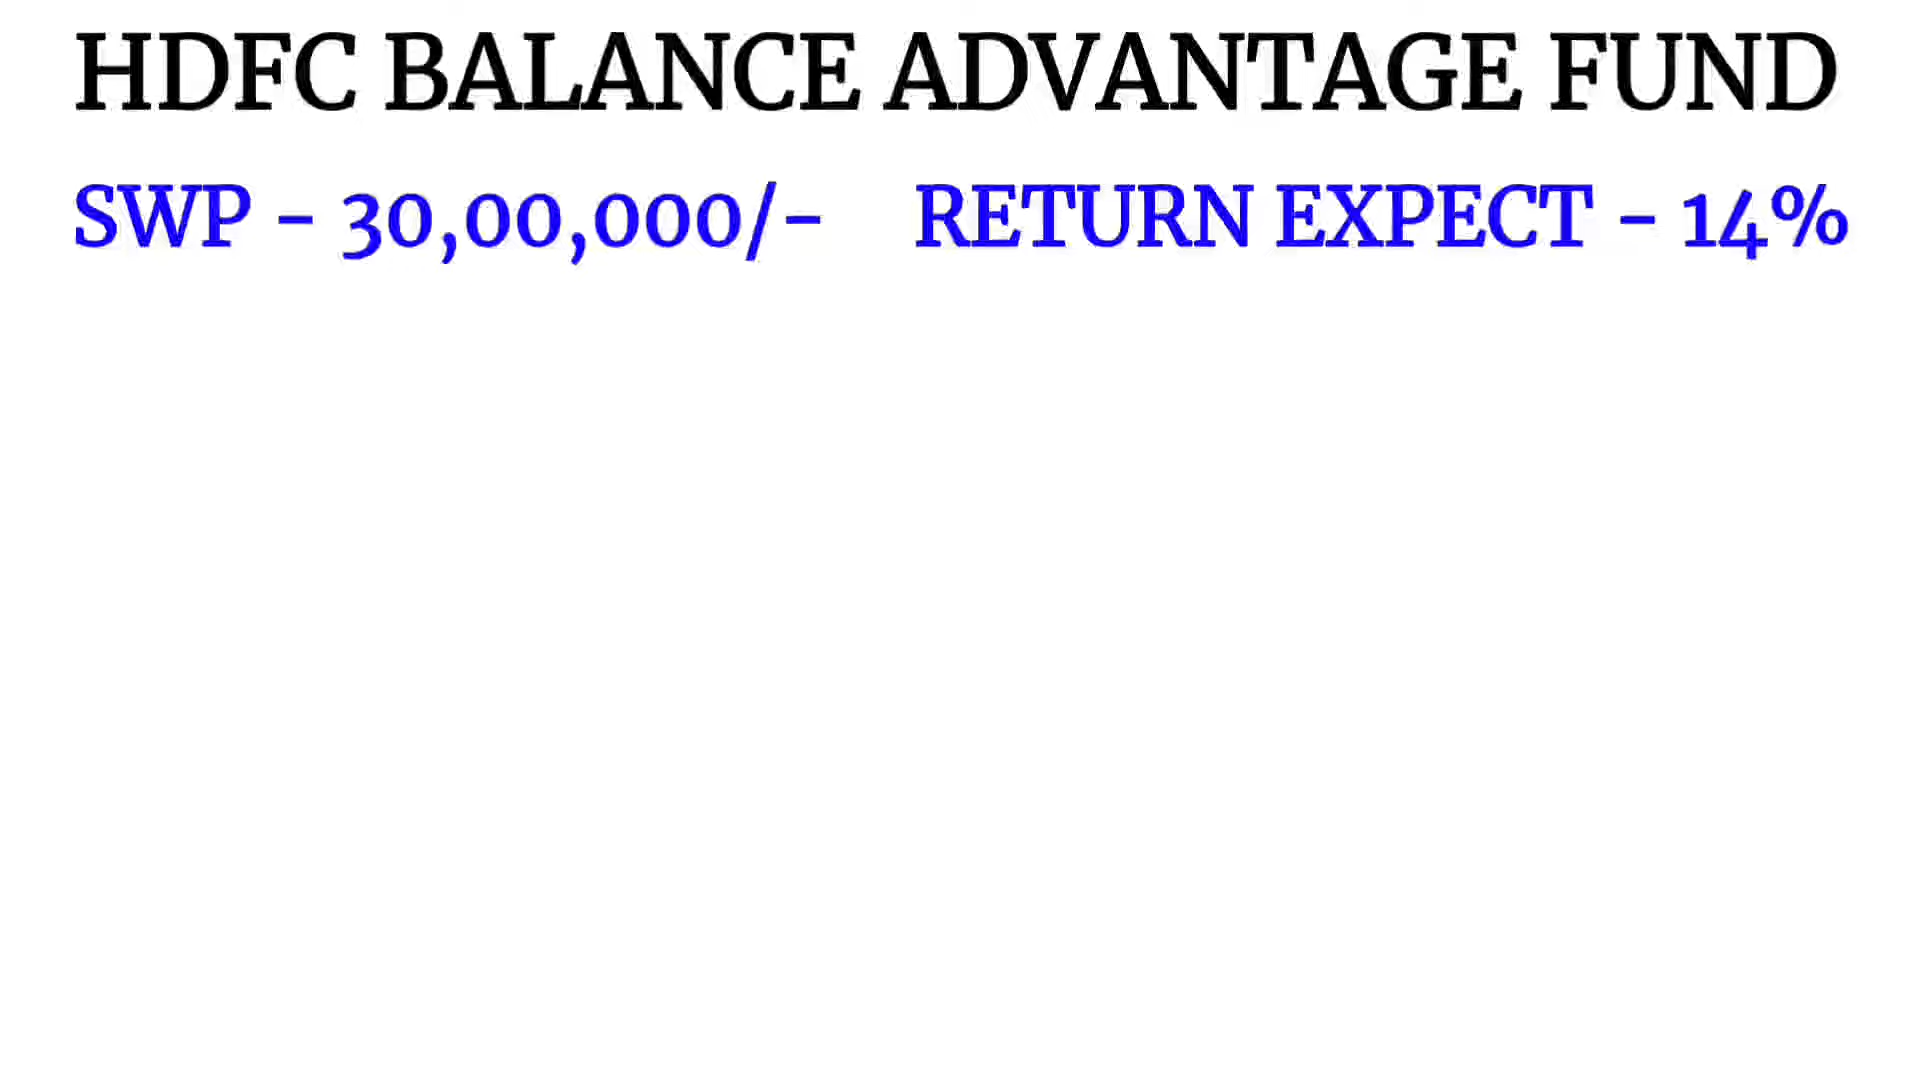 HDFC BALANCE ADVANTAGE FUND
SWP - 30,00,000/- RETURN EXPECT - 14%